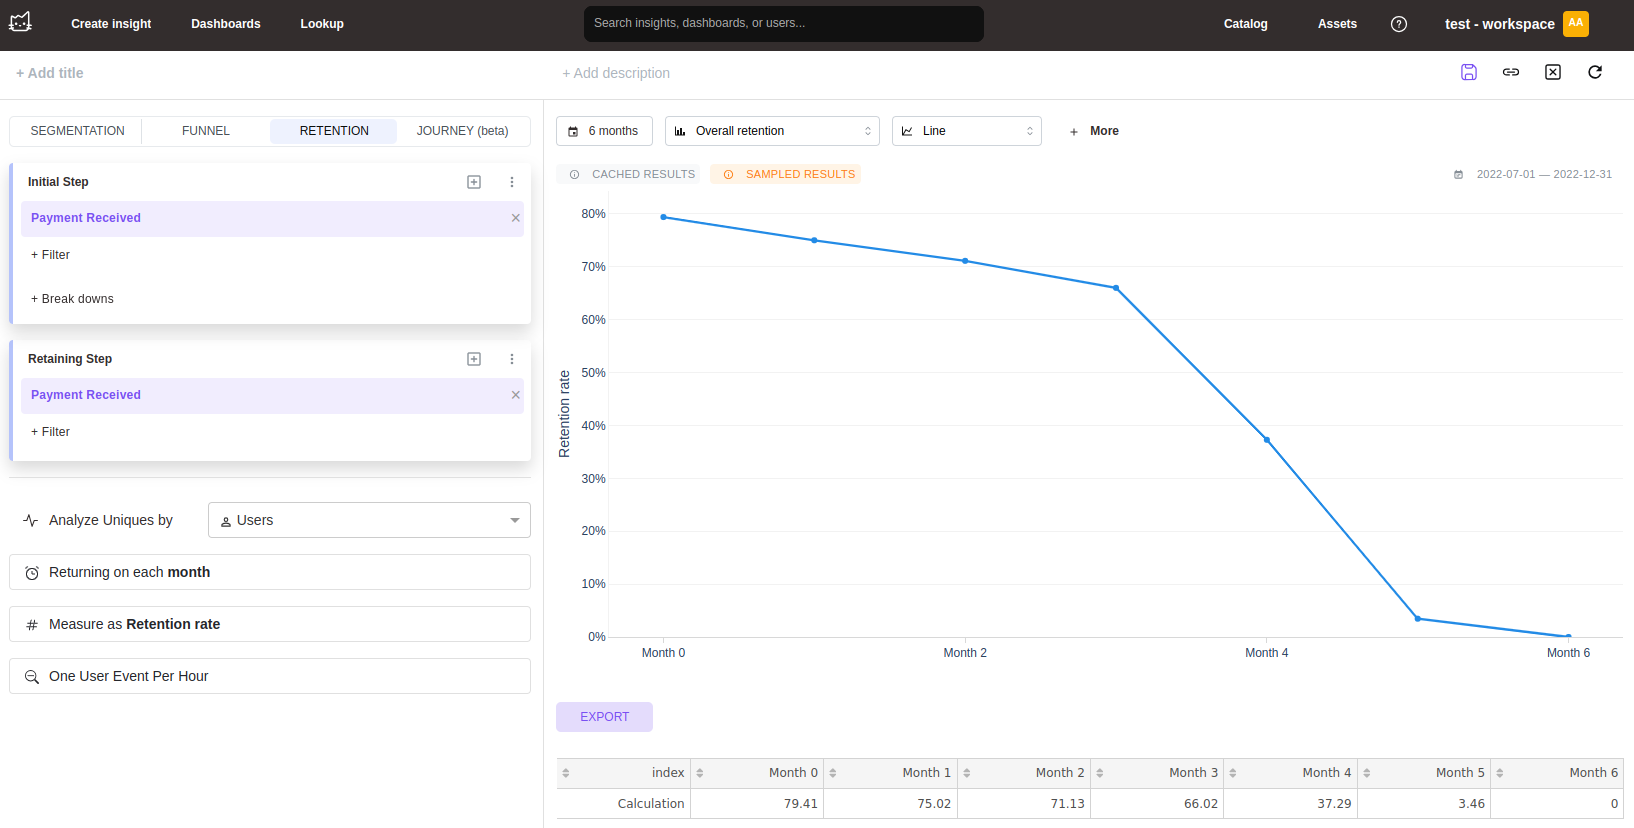 Create insight Dashboards Lookup Search insights, dashboards, or users... Catalog Assets test - workspace AA
+ Add title + Add description
SEGMENTATION FUNNEL RETENTION JOURNEY (beta)
Initial Step
Payment Received
+ Filter
+ Break downs
Retaining Step
Payment Received
+ Filter
Analyze Uniques by Users
Returning on each month
# Measure as Retention rate
One User Event Per Hour
6 months Overall retention Line + More
CACHED RESULTS SAMPLED RESULTS 2022-07-01 — 2022-12-31
80%
70%
60%
50%
40%
30%
20%
10%
0%
Retention rate
Month 0 Month 2 Month 4 Month 6
EXPORT
index Month 0 Month 1 Month 2 Month 3 Month 4 Month 5 Month 6
Calculation 79.41 75.02 71.13 66.02 37.29 3.46 0